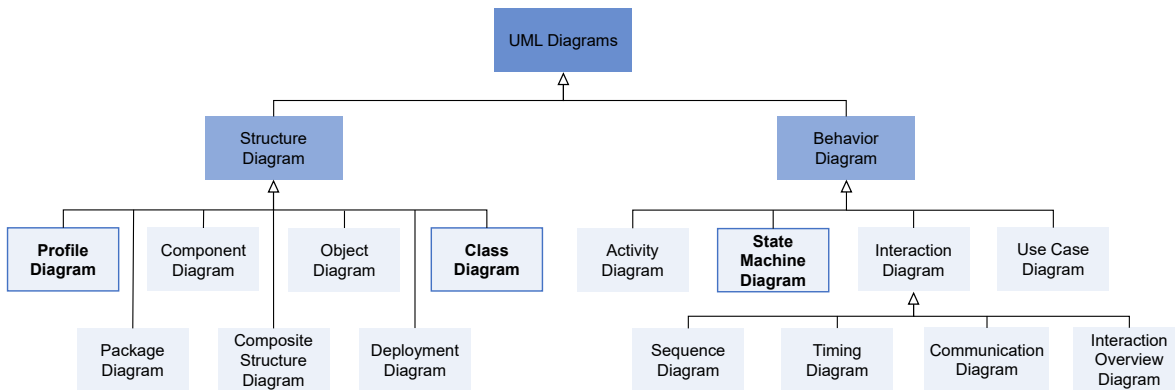 UML Diagrams
Structure
Diagram
Behavior
Diagram
Profile
Diagram
Component
Diagram
Object
Diagram
Class
Diagram
Activity
Diagram
State
Machine
Diagram
Interaction
Diagram
Use Case
Diagram
Package
Diagram
Composite
Structure
Diagram
Deployment
Diagram
Sequence
Diagram
Timing
Diagram
Communication
Diagram
Interaction
Overview
Diagram